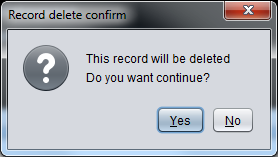 Record delete confirm
This record will be deleted
Do you want continue?
Yes
No